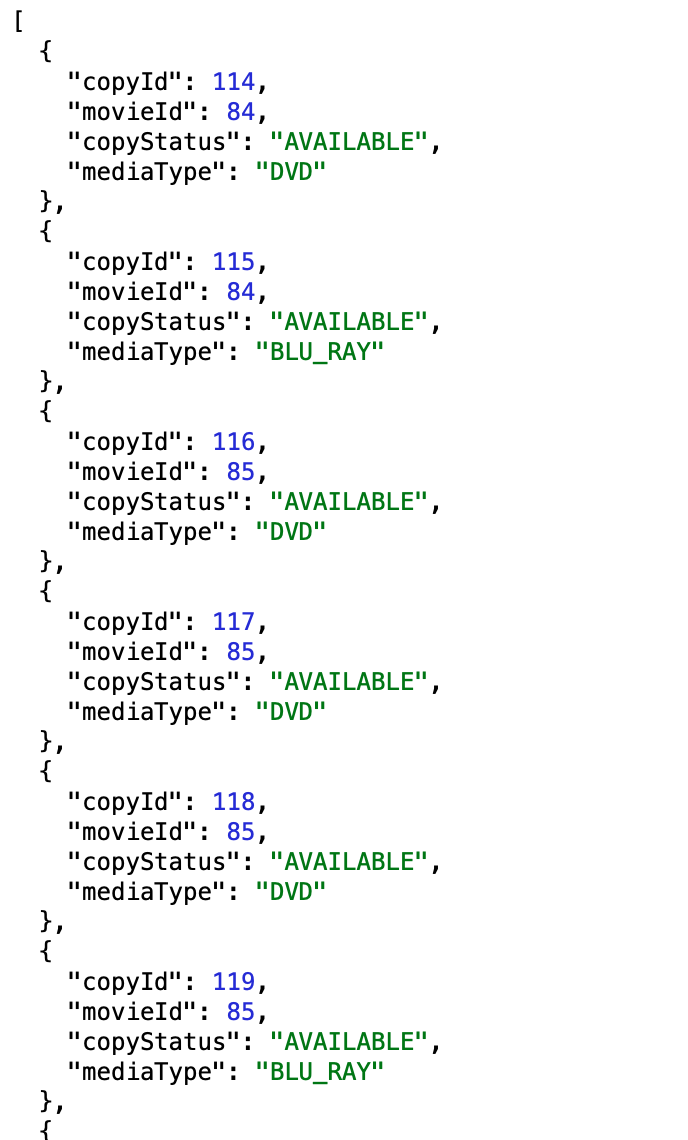 [
  {
    "copyId": 114,
    "movieId": 84,
    "copyStatus": "AVAILABLE",
    "mediaType": "DVD"
  },
  {
    "copyId": 115,
    "movieId": 84,
    "copyStatus": "AVAILABLE",
    "mediaType": "BLU_RAY"
  },
  {
    "copyId": 116,
    "movieId": 85,
    "copyStatus": "AVAILABLE",
    "mediaType": "DVD"
  },
  {
    "copyId": 117,
    "movieId": 85,
    "copyStatus": "AVAILABLE",
    "mediaType": "DVD"
  },
  {
    "copyId": 118,
    "movieId": 85,
    "copyStatus": "AVAILABLE",
    "mediaType": "DVD"
  },
  {
    "copyId": 119,
    "movieId": 85,
    "copyStatus": "AVAILABLE",
    "mediaType": "BLU_RAY"
  },
  {